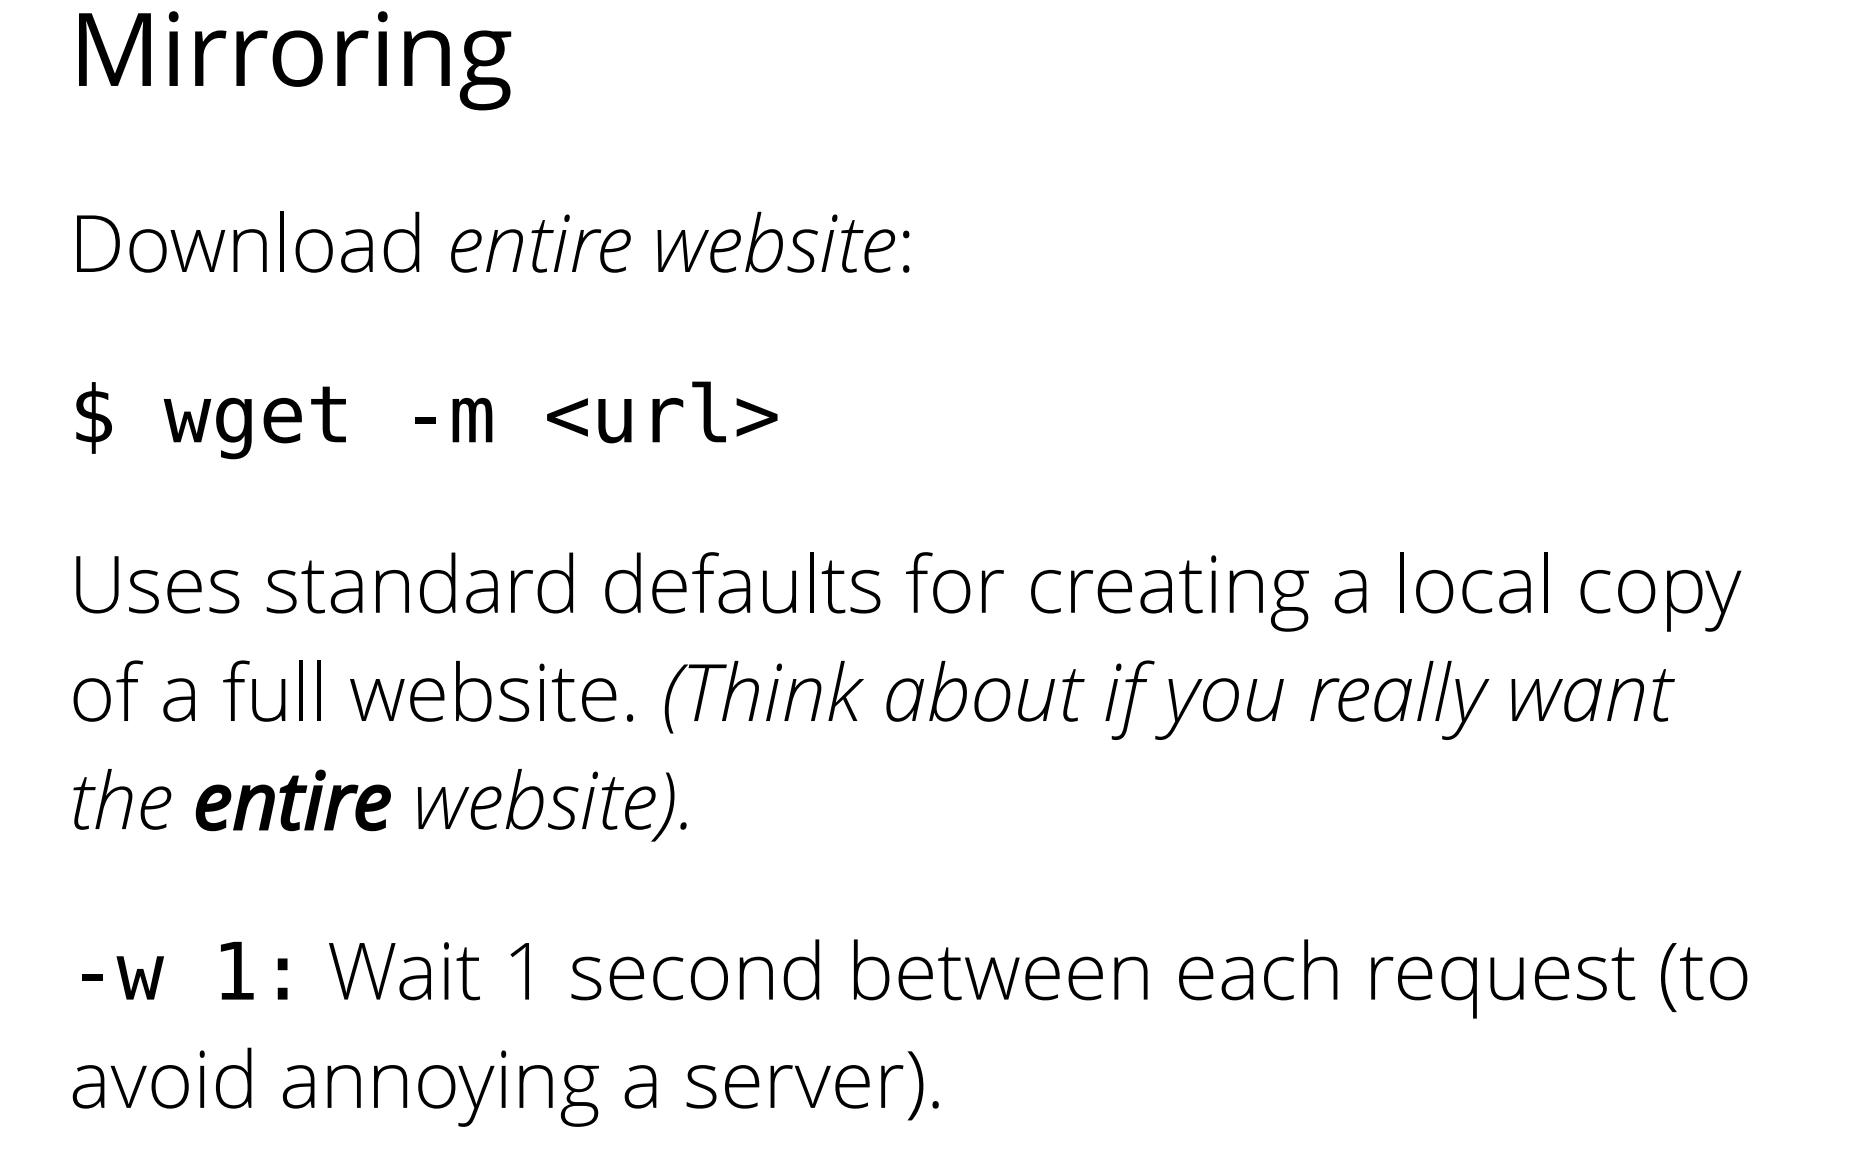 Mirroring
Download entire website:
$ wget -m <url>
Uses standard defaults for creating a local copy
of a full website. (Think about if you really want
the entire website).
-w 1: Wait 1 second between each request (to
avoid annoying a server).